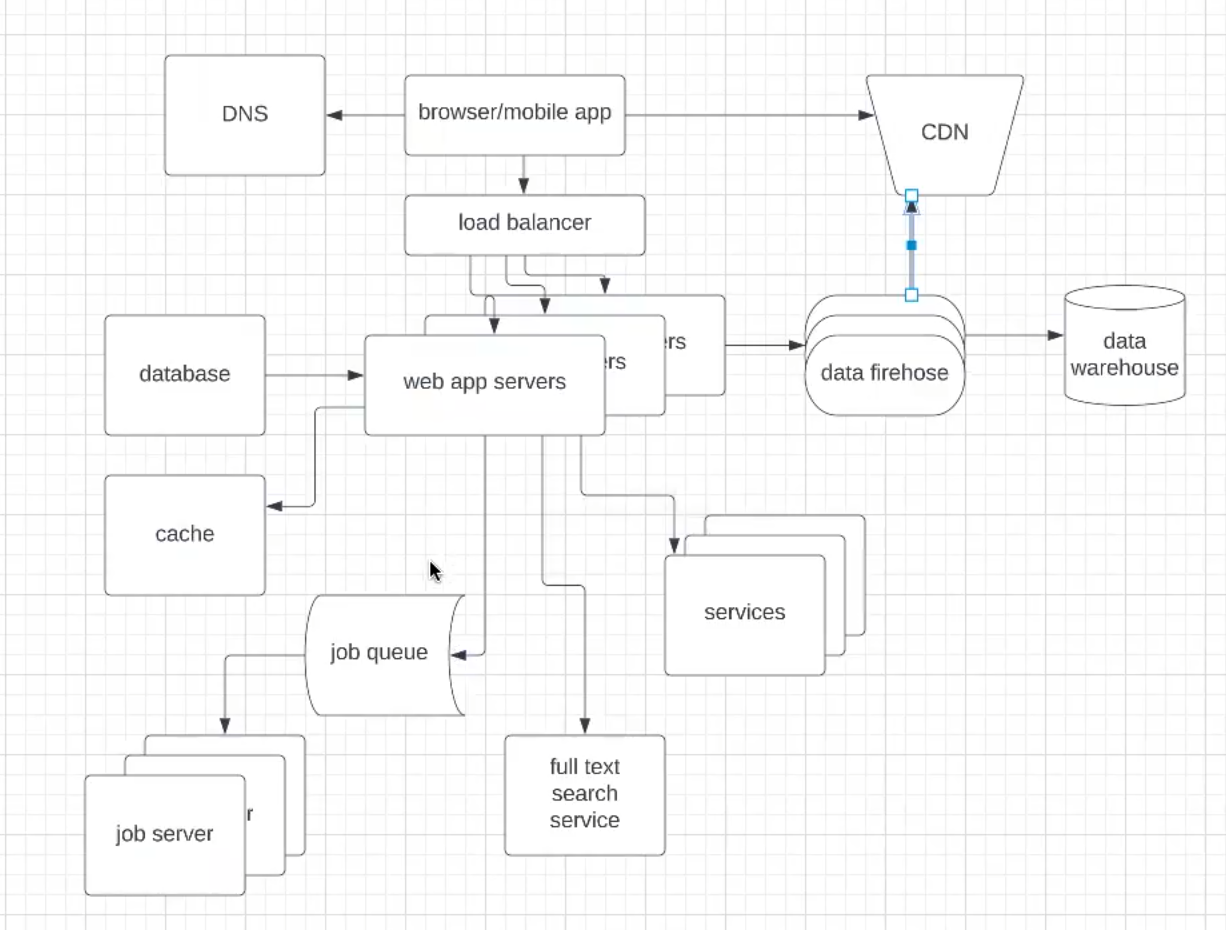 DNS
browser/mobile app
CDN
load balancer
ers
ers
web app servers
database
data firehose
data
warehouse
cache
services
job queue
full text
search
service
r
job server